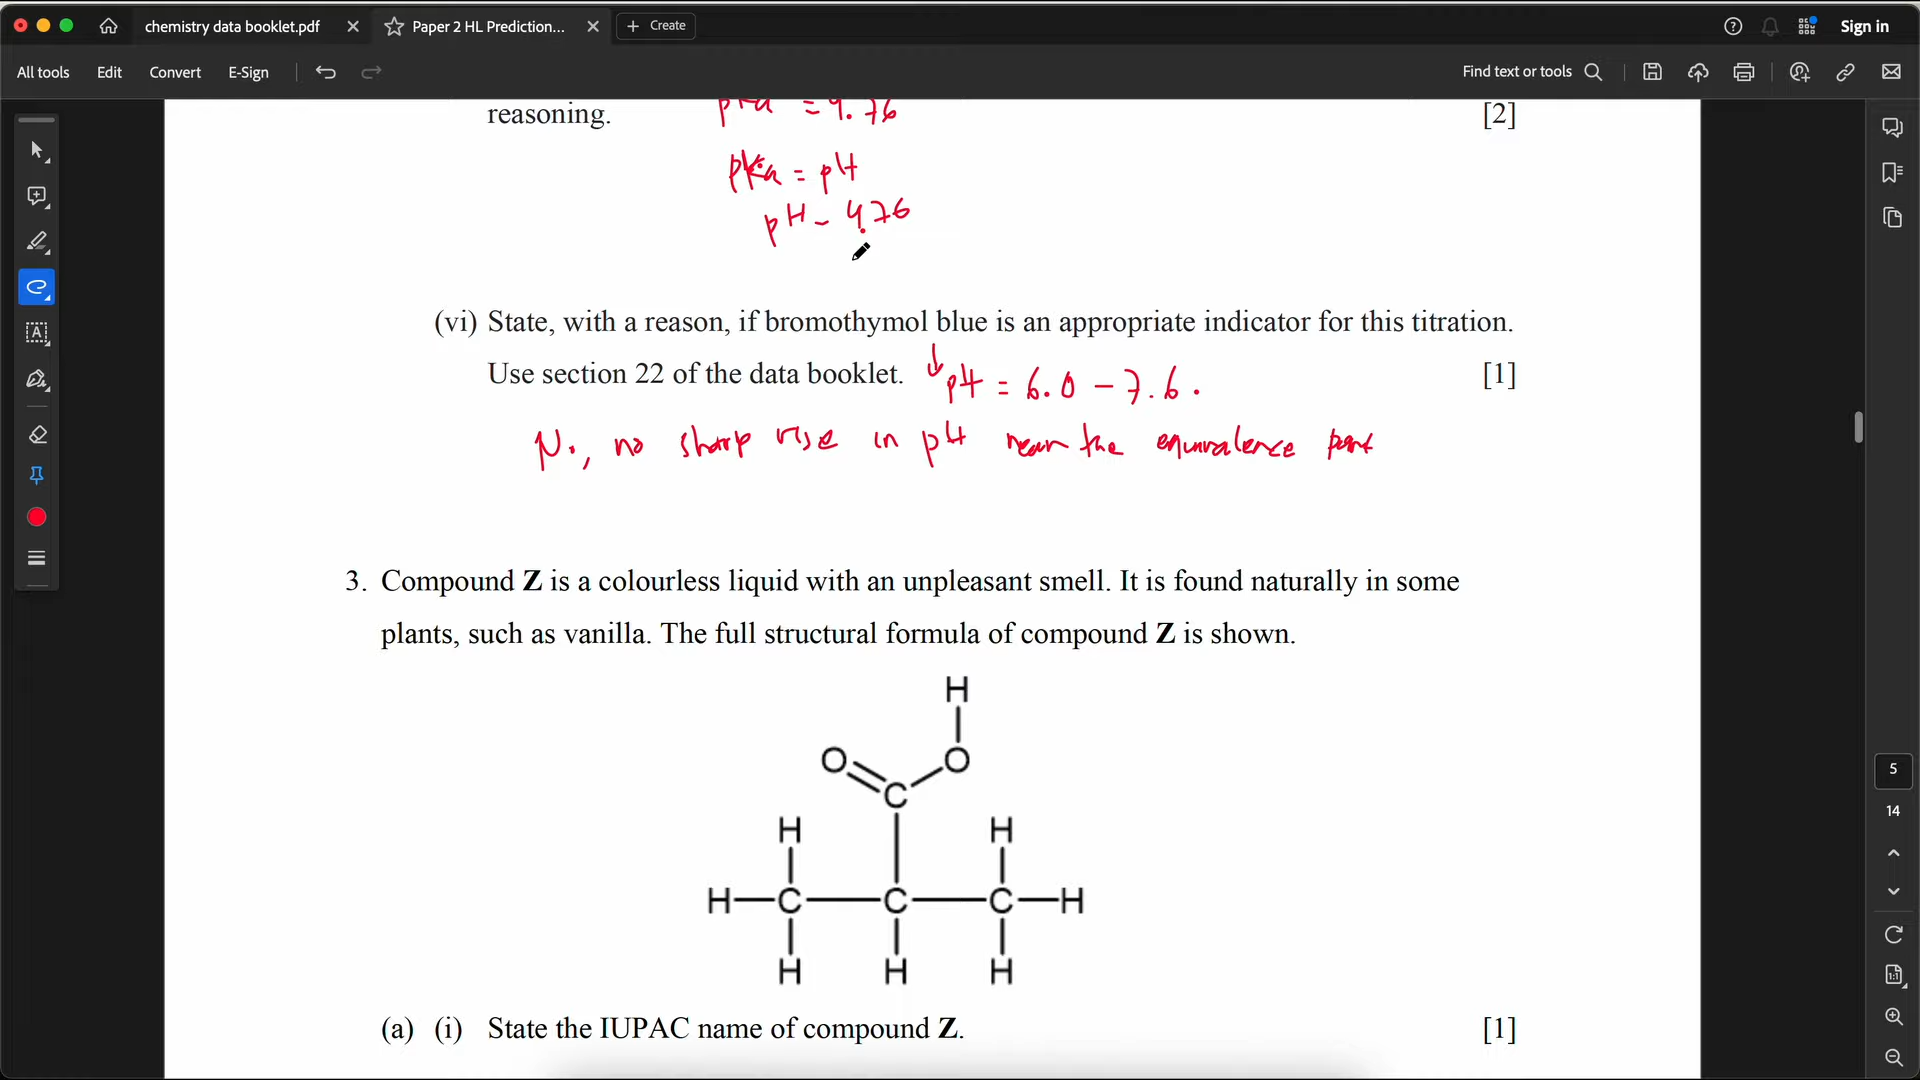 chemistry data booklet.pdf
Paper 2 HL Prediction...
Create
Sign in
All tools
Edit
Convert
E-Sign
Find text or tools
reasoning. [2]
pKa = 4.76
pKa = pH
pH - 4.76
(vi) State, with a reason, if bromothymol blue is an appropriate indicator for this titration.
Use section 22 of the data booklet. [1]
↓ pH = 6.0 - 7.6.
No, no sharp rise in pH near the equivalence point
3. Compound Z is a colourless liquid with an unpleasant smell. It is found naturally in some
plants, such as vanilla. The full structural formula of compound Z is shown.
H
O O
C
H H
H C C C H
H H H
(a) (i) State the IUPAC name of compound Z. [1]
5
14